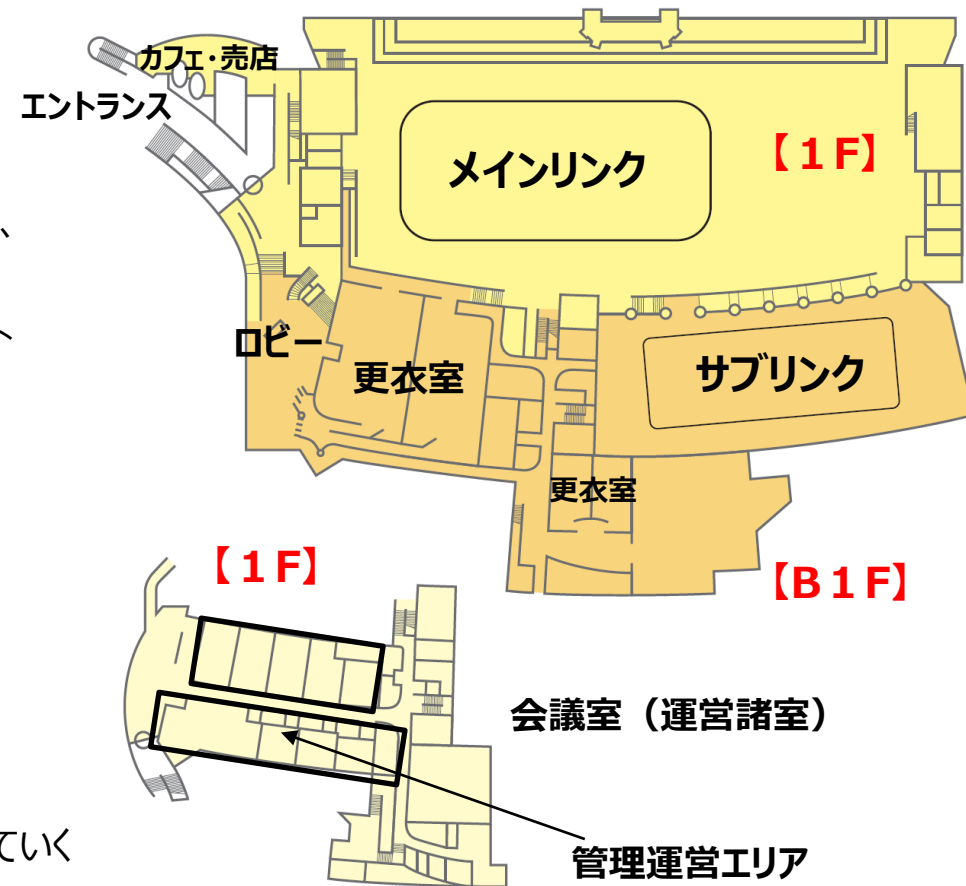 カフェ・売店
エントランス
メインリンク
【1F】
、
ロビー
更衣室
サブリンク
更衣室
【1F】
【B1F】
会議室（運営諸室）
ていく
管理運営エリア